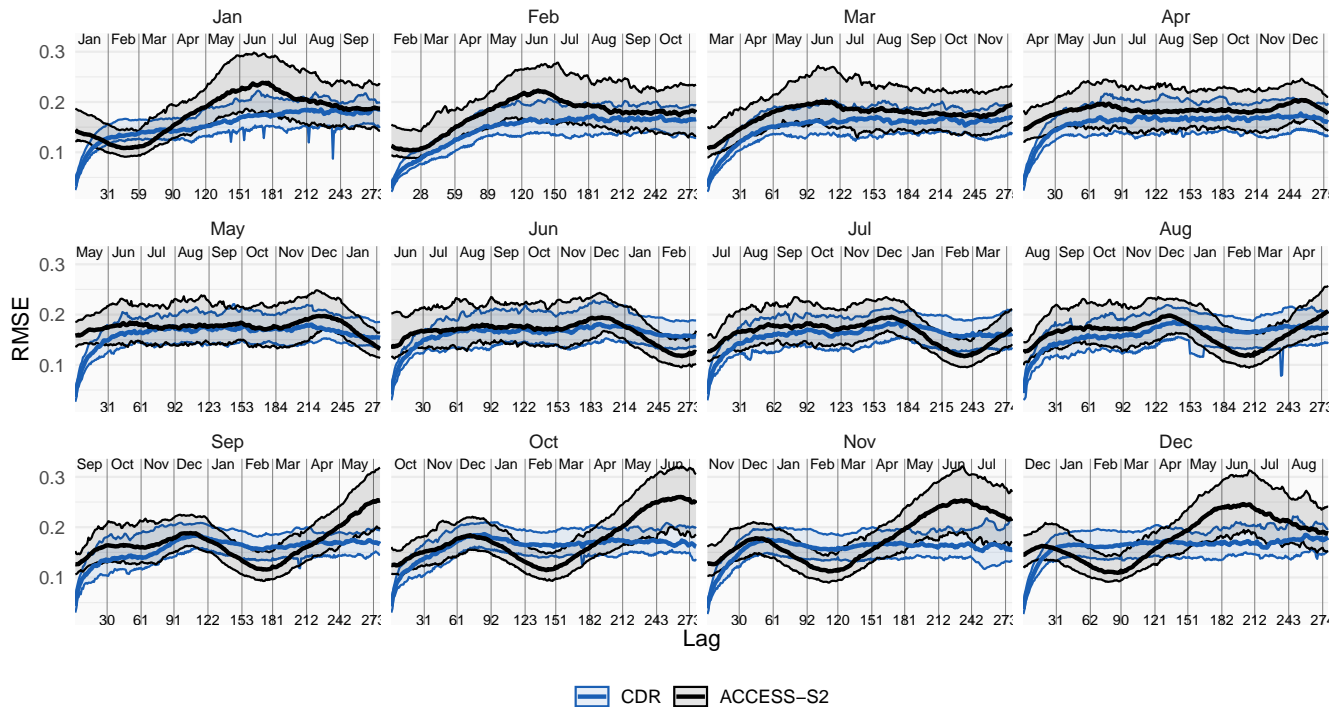 Jan Feb Mar Apr
Jan Feb Mar Apr May Jun Jul Aug Sep Feb Mar Apr May Jun Jul Aug Sep Oct Mar Apr May Jun Jul Aug Sep Oct Nov Apr May Jun Jul Aug Sep Oct Nov Dec
0.3
0.2
0.1
31 59 90 120 151 181 212 243 273 28 59 89 120 150 181 212 242 273 31 61 92 122 153 184 214 245 275 30 61 91 122 153 183 214 244 275
May Jun Jul Aug
May Jun Jul Aug Sep Oct Nov Dec Jan Jun Jul Aug Sep Oct Nov Dec Jan Feb Jul Aug Sep Oct Nov Dec Jan Feb Mar Aug Sep Oct Nov Dec Jan Feb Mar Apr
0.3
0.2
0.1
31 61 92 123 153 184 214 245 27 30 61 92 122 153 183 214 245 273 31 62 92 123 153 184 215 243 274 31 61 92 122 153 184 212 243 273
RMSE
Sep Oct Nov Dec
Sep Oct Nov Dec Jan Feb Mar Apr May Oct Nov Dec Jan Feb Mar Apr May Jun Nov Dec Jan Feb Mar Apr May Jun Jul Dec Jan Feb Mar Apr May Jun Jul Aug
0.3
0.2
0.1
30 61 91 122 153 181 212 242 273 31 61 92 123 151 182 212 243 273 30 61 92 120 151 181 212 242 273 31 62 90 121 151 182 212 243 274
Lag
CDR ACCESS−S2